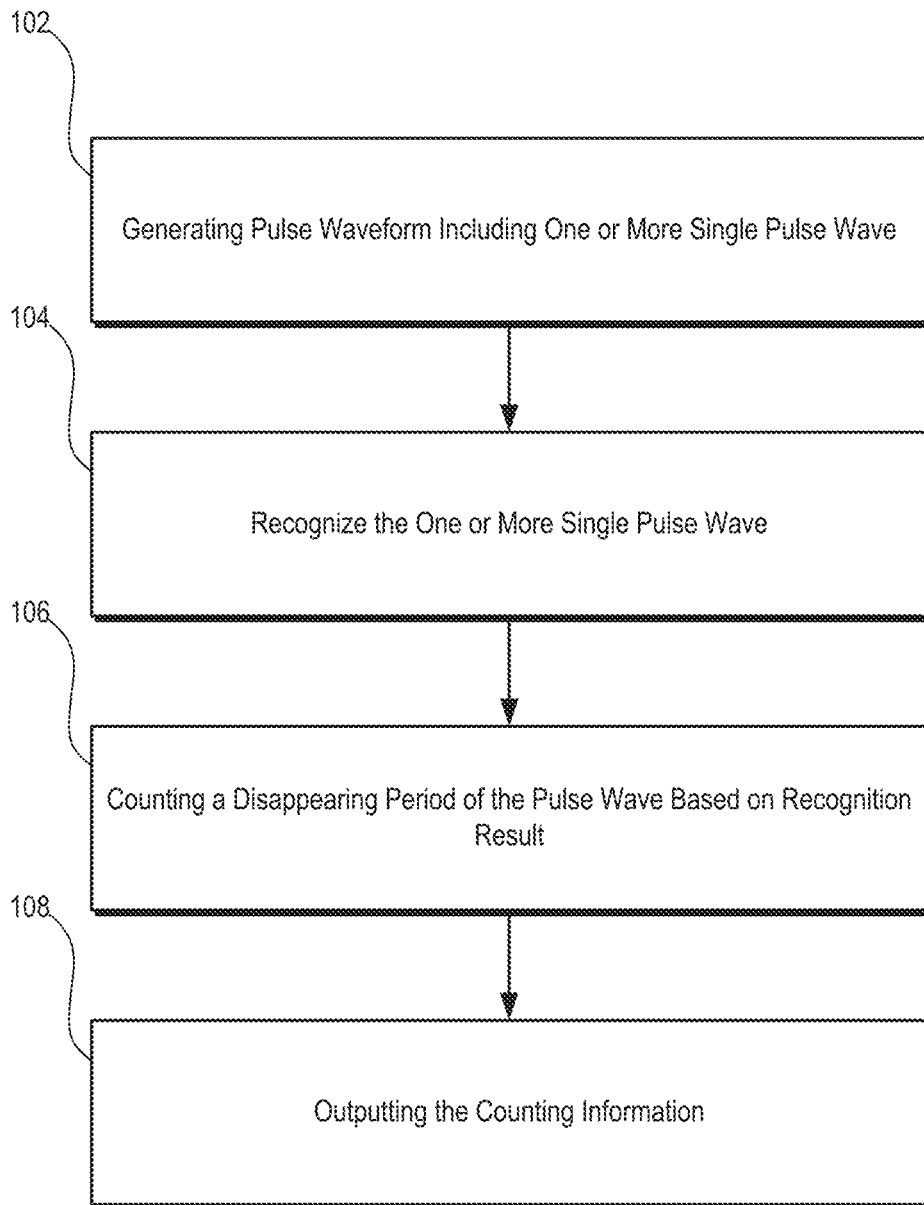 102
Generating Pulse Waveform Including One or More Single Pulse Wave
104
Recognize the One or More Single Pulse Wave
106
Counting a Disappearing Period of the Pulse Wave Based on Recognition
Result
108
Outputting the Counting Information